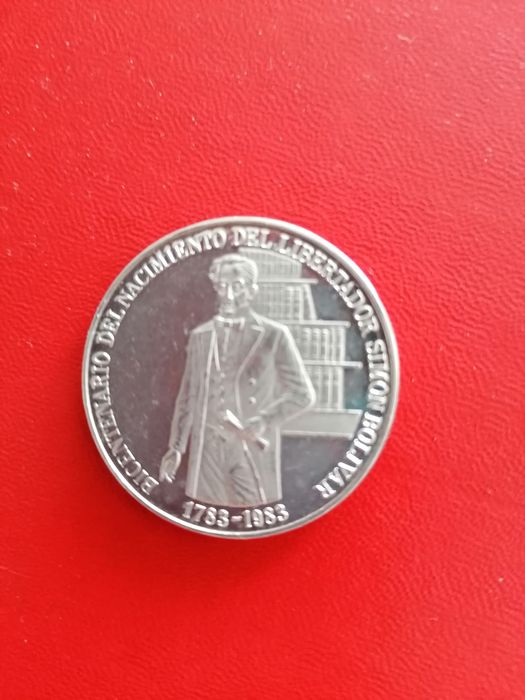 BICENTENARIO DEL NACIMIENTO DEL LIBERTADOR SIMON BOLIVAR
1783-1983